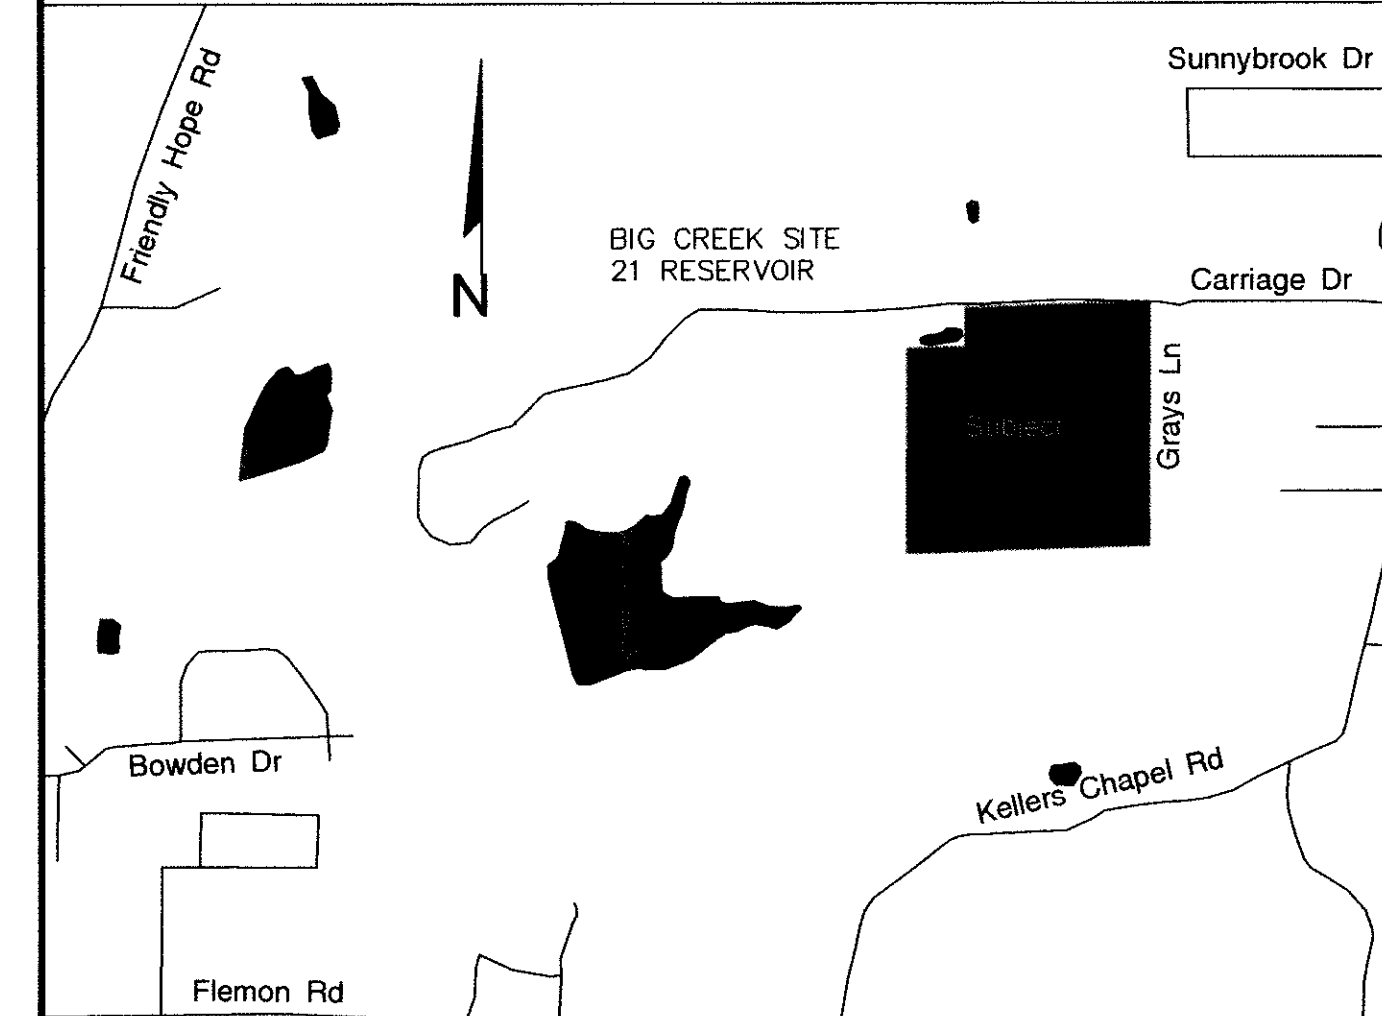 Sunnybrook Dr
Friendly Hope Rd
BIG CREEK SITE
21 RESERVOIR
N
Carriage Dr
Grays Ln
Subject
Bowden Dr
Kellers Chapel Rd
Flemon Rd